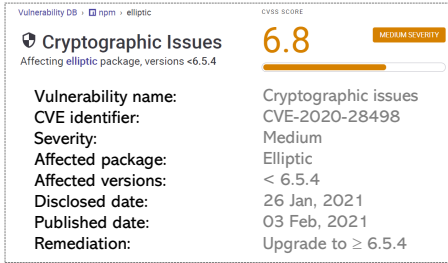 Vulnerability DB › npm › elliptic
CVSS SCORE
Cryptographic Issues
6.8
MEDIUM SEVERITY
Affecting elliptic package, versions <6.5.4
Vulnerability name: Cryptographic issues
CVE identifier: CVE-2020-28498
Severity: Medium
Affected package: Elliptic
Affected versions: < 6.5.4
Disclosed date: 26 Jan, 2021
Published date: 03 Feb, 2021
Remediation: Upgrade to ≥ 6.5.4